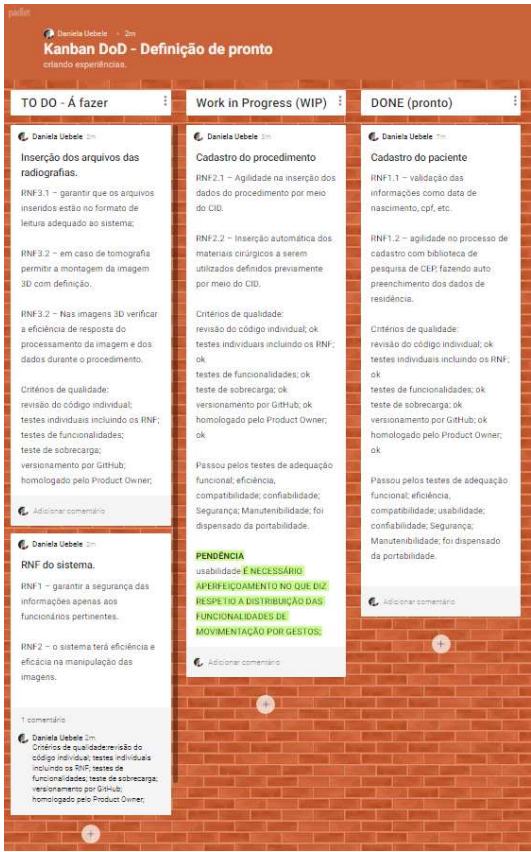 padlet
Daniela Uebele • 2m
Kanban DoD - Definição de pronto
criando experiências.
TO DO - Á fazer
Daniela Uebele 2m
Inserção dos arquivos das
radiografias.
RNF3.1 – garantir que os arquivos
inseridos estão no formato de
leitura adequado ao sistema;
RNF3.2 – em caso de tomografia
permitir a montagem da imagem
3D com definição.
RNF3.2 – Nas imagens 3D verificar
a eficiência de resposta do
processamento da imagem e dos
dados durante o procedimento.
Critérios de qualidade:
revisão do código individual;
testes individuais incluindo os RNF;
testes de funcionalidades;
teste de sobrecarga;
versionamento por GitHub;
homologado pelo Product Owner;
Adicionar comentário
Daniela Uebele 2m
RNF do sistema.
RNF1 – garantir a segurança das
informações apenas aos
funcionários pertinentes.
RNF2 – o sistema terá eficiência e
eficácia na manipulação das
imagens.
1 comentário
Daniela Uebele 2m
Critérios de qualidade:revisão do
código individual; testes individuais
incluindo os RNF; testes de
funcionalidades; teste de sobrecarga;
versionamento por GitHub;
homologado pelo Product Owner;
Work in Progress (WIP)
Daniela Uebele 2m
Cadastro do procedimento
RNF2.1 – Agilidade na inserção dos
dados do procedimento por meio
do CID.
RNF2.2 – Inserção automática dos
materiais cirúrgicos a serem
utilizados definidos previamente
por meio do CID.
Critérios de qualidade:
revisão do código individual; ok
testes individuais incluindo os RNF;
ok
testes de funcionalidades; ok
teste de sobrecarga; ok
versionamento por GitHub; ok
homologado pelo Product Owner;
ok
Passou pelos testes de adequação
funcional; eficiência,
compatibilidade; confiabilidade;
Segurança; Manutenibilidade; foi
dispensado da portabilidade.
PENDÊNCIA
usabilidade É NECESSÁRIO
APERFEIÇOAMENTO NO QUE DIZ
RESPETIO A DISTRIBUIÇÃO DAS
FUNCIONALIDADES DE
MOVIMENTAÇÃO POR GESTOS;
Adicionar comentário
DONE (pronto)
Daniela Uebele 7m
Cadastro do paciente
RNF1.1 – validação das
informações como data de
nascimento, cpf, etc.
RNF1.2 – agilidade no processo de
cadastro com biblioteca de
pesquisa de CEP, fazendo auto
preenchimento dos dados de
residência.
Critérios de qualidade:
revisão do código individual; ok
testes individuais incluindo os RNF;
ok
testes de funcionalidades; ok
teste de sobrecarga; ok
versionamento por GitHub; ok
homologado pelo Product Owner;
ok
Passou pelos testes de adequação
funcional; eficiência,
compatibilidade; usabilidade;
confiabilidade; Segurança;
Manutenibilidade; foi dispensado
da portabilidade.
Adicionar comentário